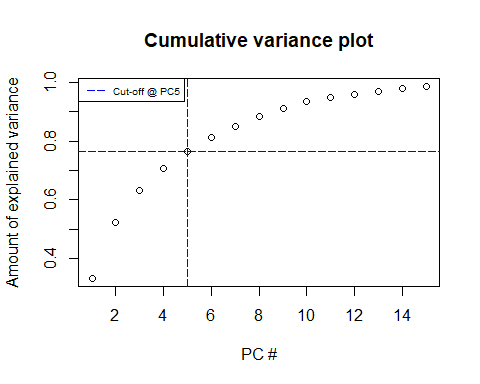 Cumulative variance plot
Amount of explained variance
1.0
0.8
0.6
0.4
Cut-off @ PC5
2 4 6 8 10 12 14
PC #